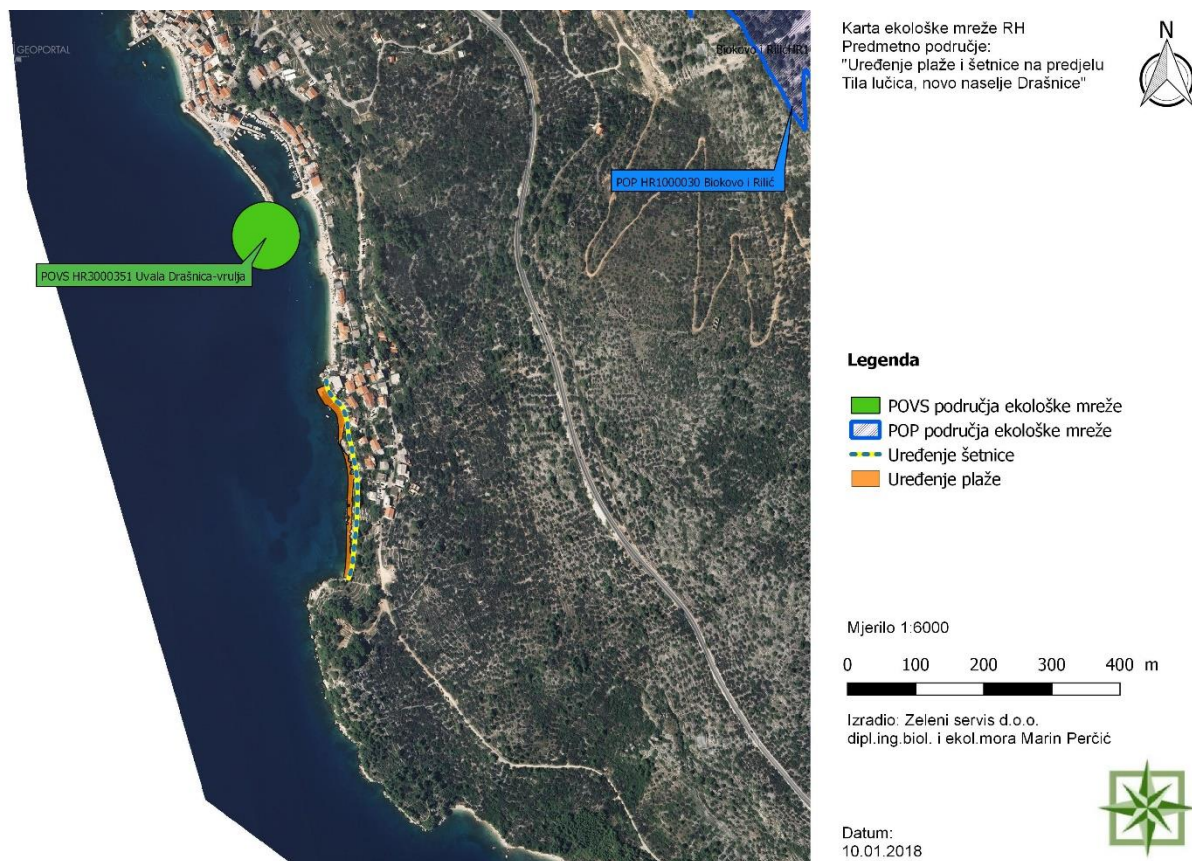 GEOPORTAL
Biokovo i Rilić
POP HR1000030 Biokovo i Rilić
POVS HR3000351 Uvala Drašnica-vrulja
Karta ekološke mreže RH
Predmetno područje:
"Uređenje plaže i šetnice na predjelu
Tila lučica, novo naselje Drašnice"
N
Legenda
POVS područja ekološke mreže
POP područja ekološke mreže
Uređenje šetnice
Uređenje plaže
Mjerilo 1:6000
0 100 200 300 400 m
Izradio: Zeleni servis d.o.o.
dipl.ing.biol. i ekol.mora Marin Perčić
Datum:
10.01.2018